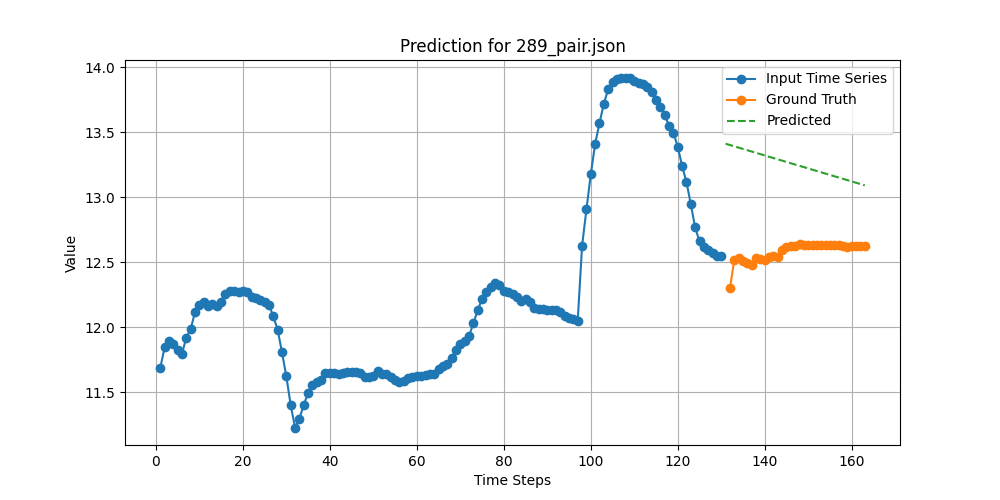 Prediction for 289_pair.json
14.0
13.5
13.0
12.5
12.0
11.5
Value
Input Time Series
Ground Truth
Predicted
0 20 40 60 80 100 120 140 160
Time Steps